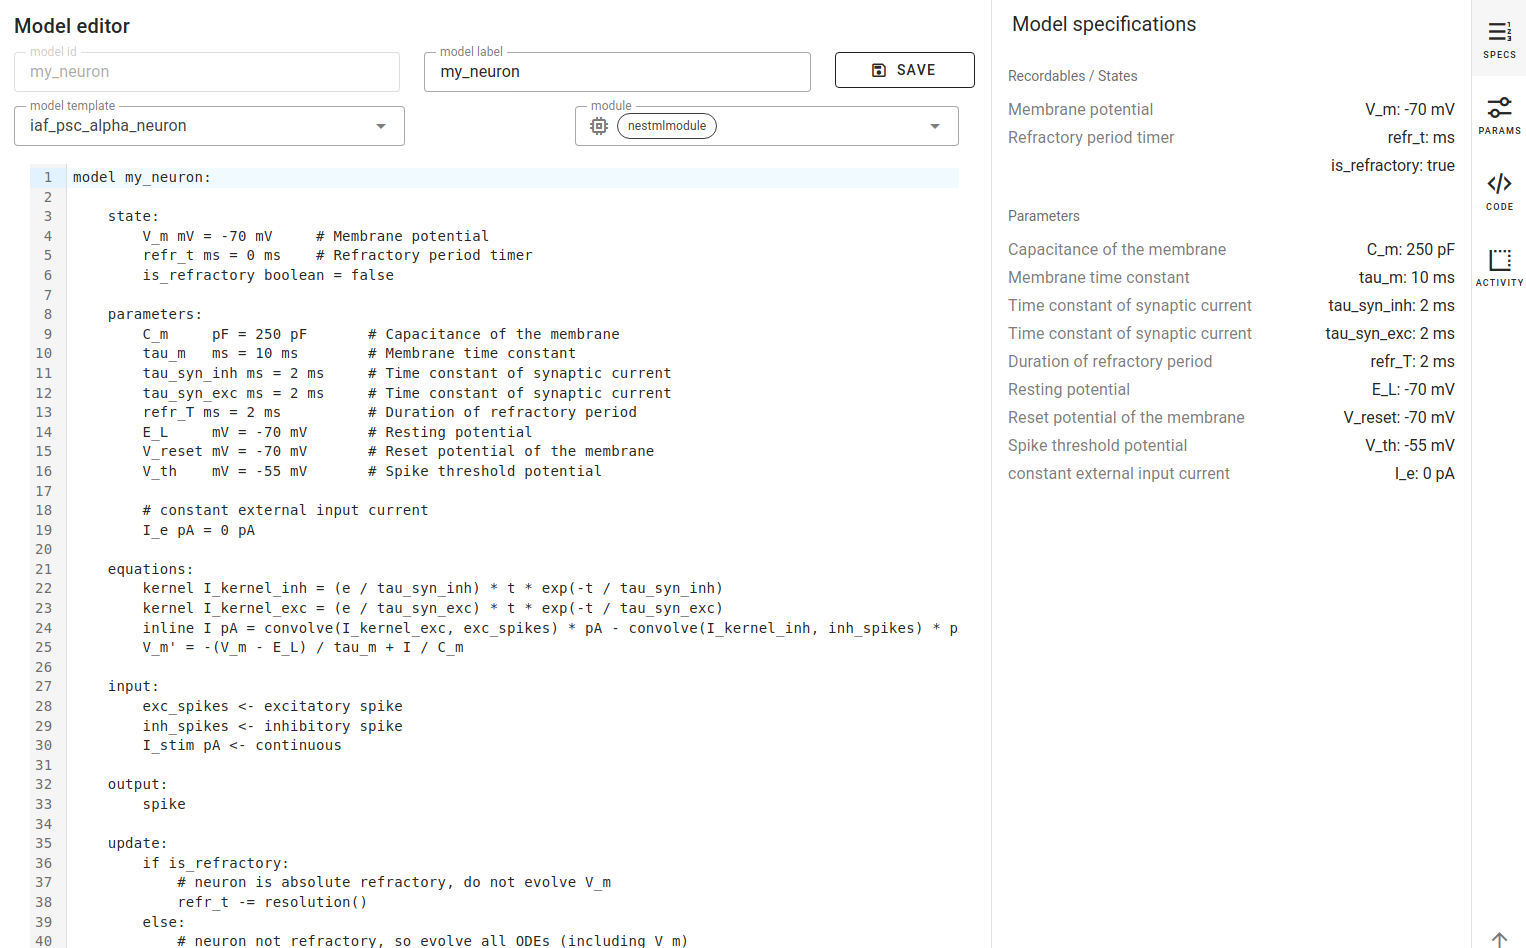 Model editor
model id
my_neuron
model label
my_neuron
SAVE
model template
iaf_psc_alpha_neuron
module
nestmlmodule
1 model my_neuron:
2
3     state:
4         V_m mV = -70 mV     # Membrane potential
5         refr_t ms = 0 ms    # Refractory period timer
6         is_refractory boolean = false
7
8     parameters:
9         C_m     pF = 250 pF       # Capacitance of the membrane
10         tau_m   ms = 10 ms        # Membrane time constant
11         tau_syn_inh ms = 2 ms     # Time constant of synaptic current
12         tau_syn_exc ms = 2 ms     # Time constant of synaptic current
13         refr_T ms = 2 ms          # Duration of refractory period
14         E_L     mV = -70 mV       # Resting potential
15         V_reset mV = -70 mV       # Reset potential of the membrane
16         V_th    mV = -55 mV       # Spike threshold potential
17
18         # constant external input current
19         I_e pA = 0 pA
20
21     equations:
22         kernel I_kernel_inh = (e / tau_syn_inh) * t * exp(-t / tau_syn_inh)
23         kernel I_kernel_exc = (e / tau_syn_exc) * t * exp(-t / tau_syn_exc)
24         inline I pA = convolve(I_kernel_exc, exc_spikes) * pA - convolve(I_kernel_inh, inh_spikes) * p
25         V_m' = -(V_m - E_L) / tau_m + I / C_m
26
27     input:
28         exc_spikes <- excitatory spike
29         inh_spikes <- inhibitory spike
30         I_stim pA <- continuous
31
32     output:
33         spike
34
35     update:
36         if is_refractory:
37             # neuron is absolute refractory, do not evolve V_m
38             refr_t -= resolution()
39         else:
40             # neuron not refractory, so evolve all ODEs (including V_m)
Model specifications
Recordables / States
Membrane potential V_m: -70 mV
Refractory period timer refr_t: ms
is_refractory: true
Parameters
Capacitance of the membrane C_m: 250 pF
Membrane time constant tau_m: 10 ms
Time constant of synaptic current tau_syn_inh: 2 ms
Time constant of synaptic current tau_syn_exc: 2 ms
Duration of refractory period refr_T: 2 ms
Resting potential E_L: -70 mV
Reset potential of the membrane V_reset: -70 mV
Spike threshold potential V_th: -55 mV
constant external input current I_e: 0 pA
SPECS
PARAMS
CODE
ACTIVITY